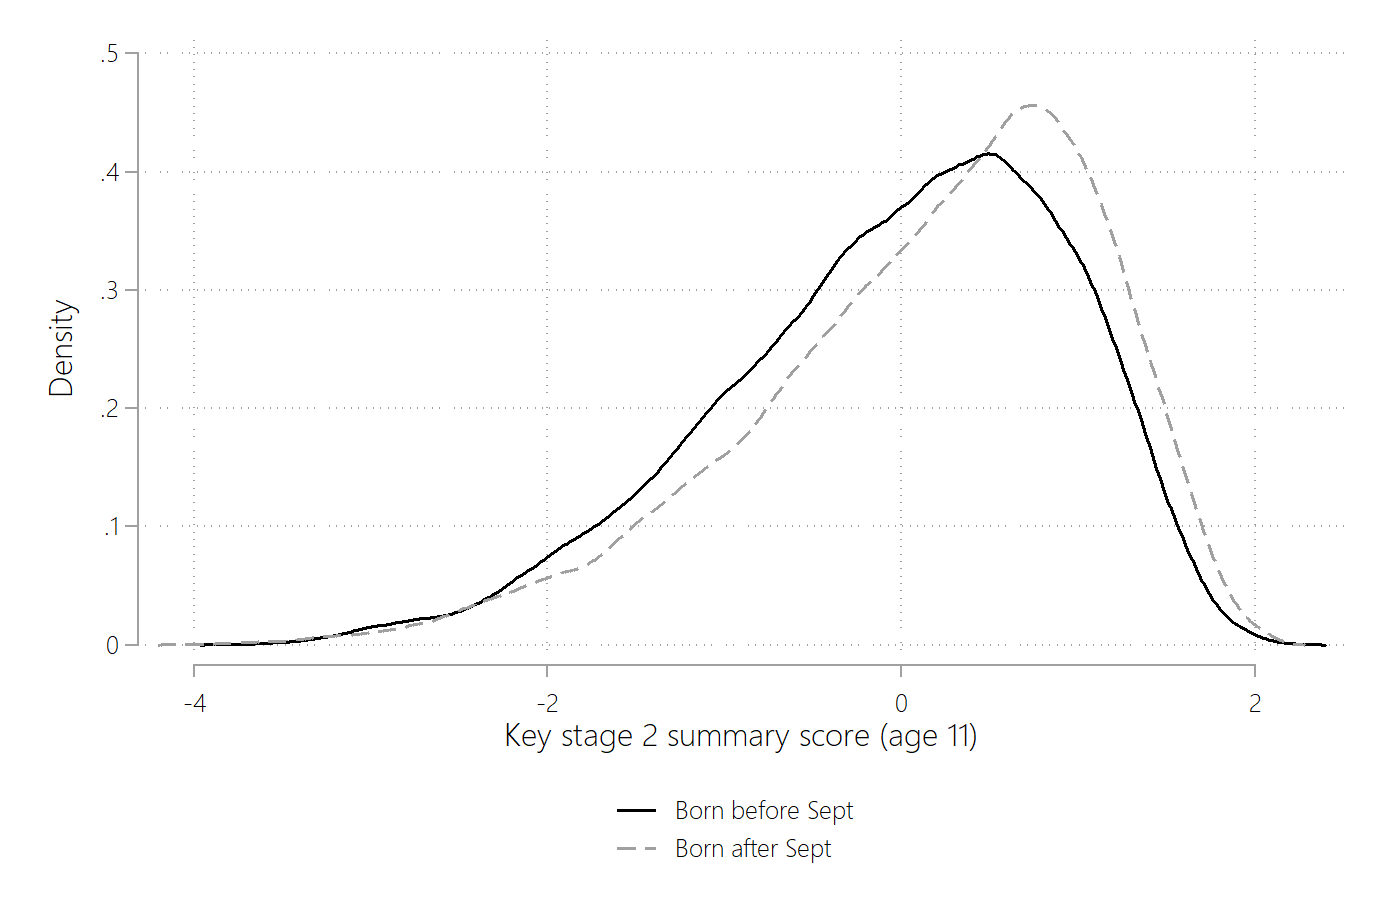 .5
.4
.3
.2
.1
0
Density
-4
-2
0
2
Key stage 2 summary score (age 11)
Born before Sept
Born after Sept